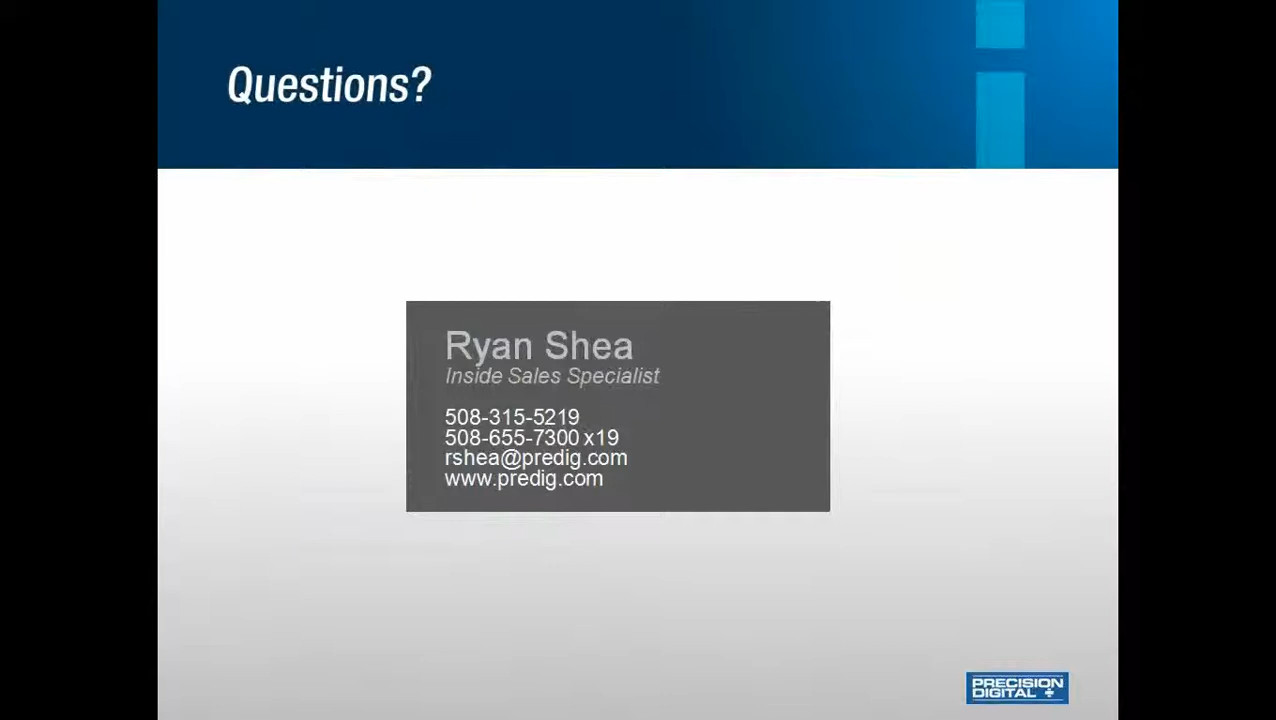 Questions?
Ryan Shea
Inside Sales Specialist
508-315-5219
508-655-7300 x19
rshea@predig.com
www.predig.com
PRECISION
DIGITAL